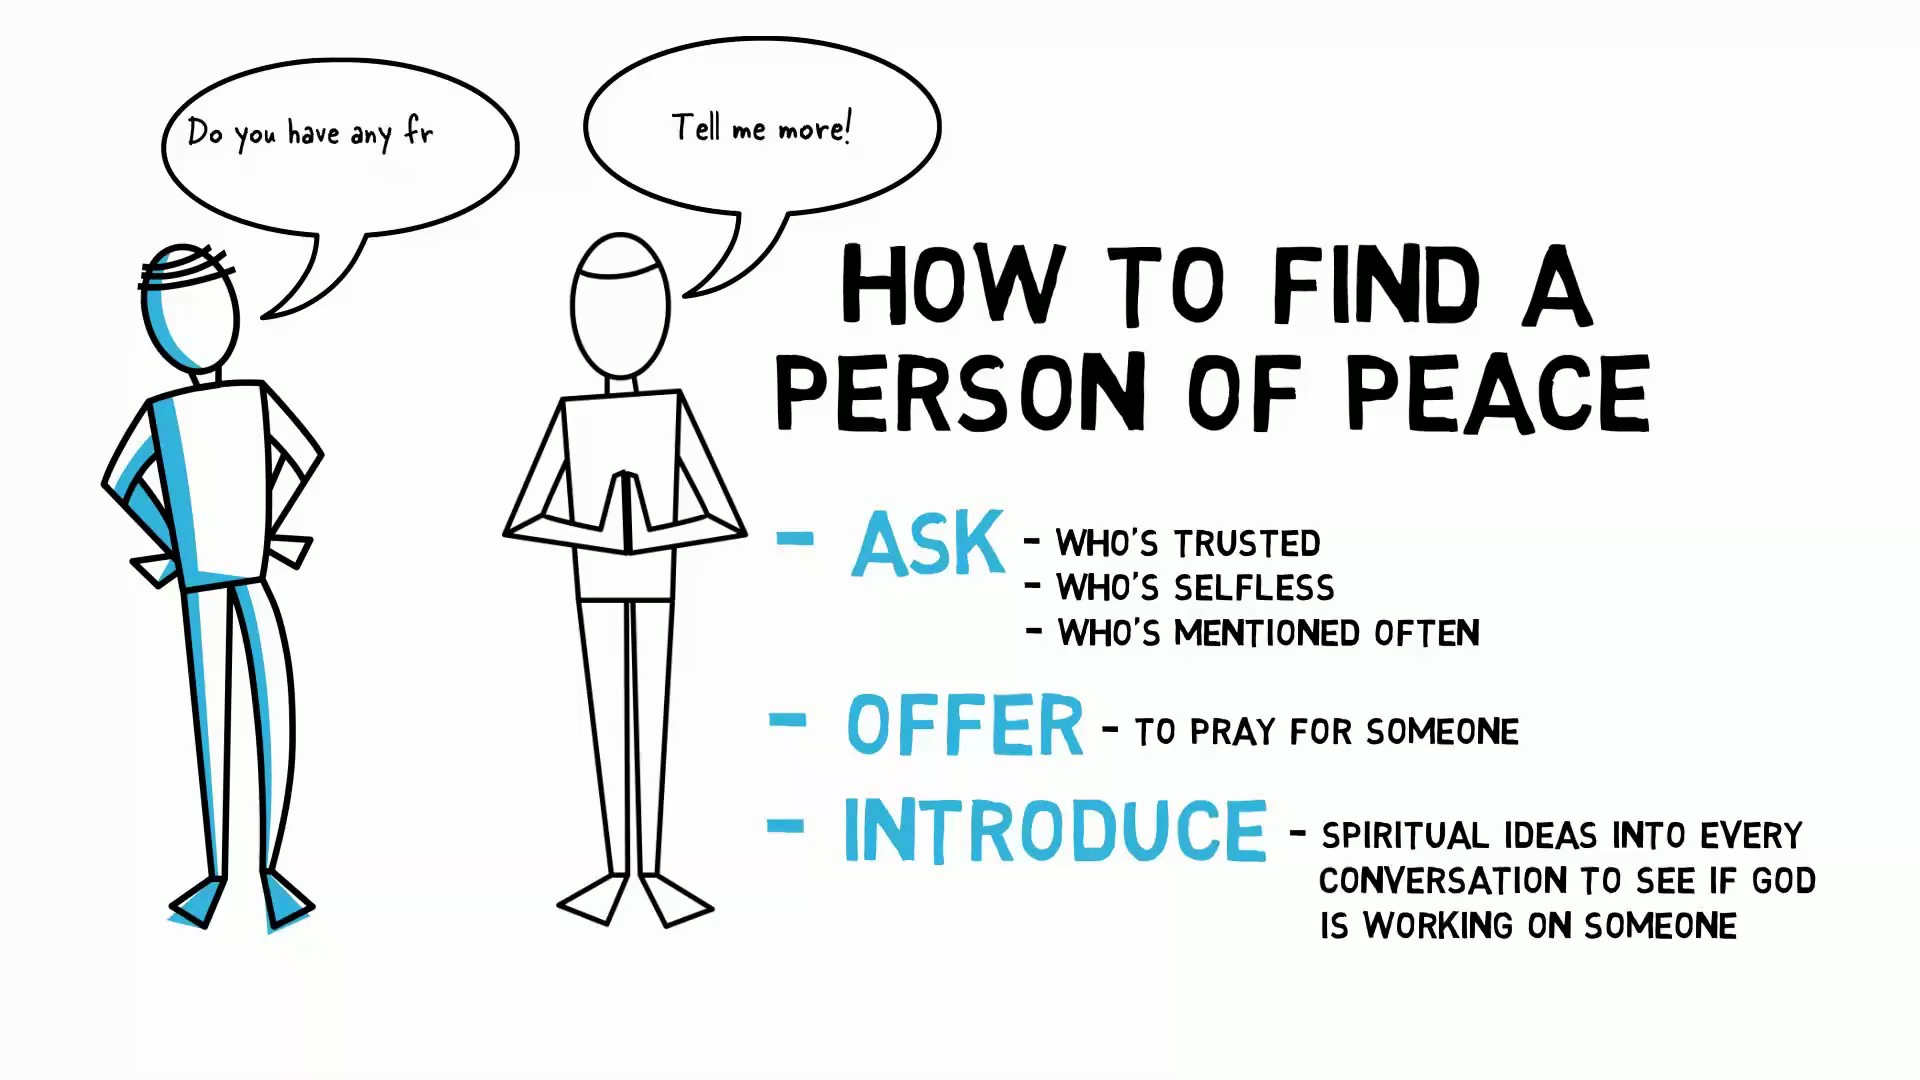 Do you have any fr
Tell me more!
HOW TO FIND A
PERSON OF PEACE
- ASK - WHO'S TRUSTED
- WHO'S SELFLESS
- WHO'S MENTIONED OFTEN
- OFFER - TO PRAY FOR SOMEONE
- INTRODUCE - SPIRITUAL IDEAS INTO EVERY
CONVERSATION TO SEE IF GOD
IS WORKING ON SOMEONE